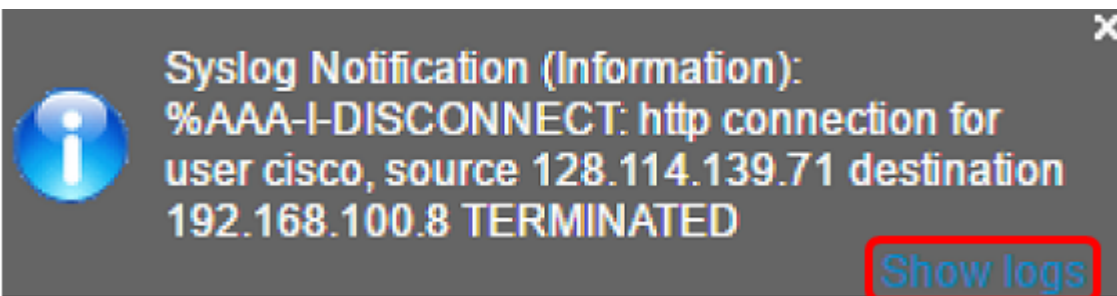 Syslog Notification (Information):
%AAA-I-DISCONNECT: http connection for
user cisco, source 128.114.139.71 destination
192.168.100.8 TERMINATED
Show logs